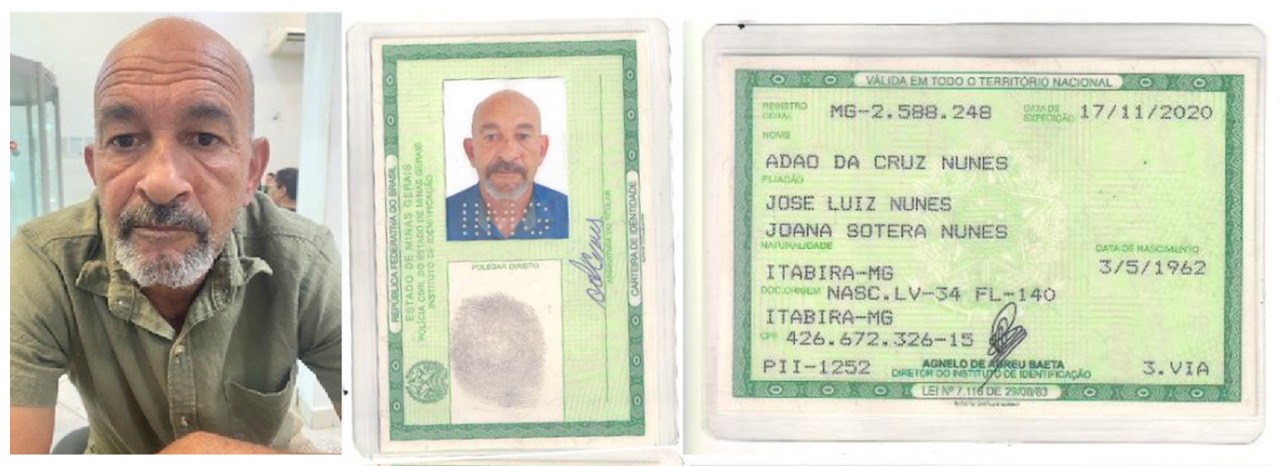 REPÚBLICA FEDERATIVA DO BRASIL
ESTADO DE MINAS GERAIS
POLÍCIA CIVIL DO ESTADO DE MINAS GERAIS
INSTITUTO DE IDENTIFICAÇÃO
POLEGAR DIREITO
ASSINATURA DO TITULAR
CARTEIRA DE IDENTIDADE
VÁLIDA EM TODO O TERRITÓRIO NACIONAL
REGISTRO GERAL MG-2.588.248 DATA DE EXPEDIÇÃO 17/11/2020
NOME
ADAO DA CRUZ NUNES
FILIAÇÃO
JOSE LUIZ NUNES
JOANA SOTERA NUNES
NATURALIDADE DATA DE NASCIMENTO
ITABIRA-MG 3/5/1962
DOC.ORIGEM NASC.LV-34 FL-140
ITABIRA-MG
CPF 426.672.326-15
PII-1252 AGNELO DE ABREU BAETA 3.VIA
DIRETOR DO INSTITUTO DE IDENTIFICAÇÃO
LEI Nº 7.116 DE 29/08/83